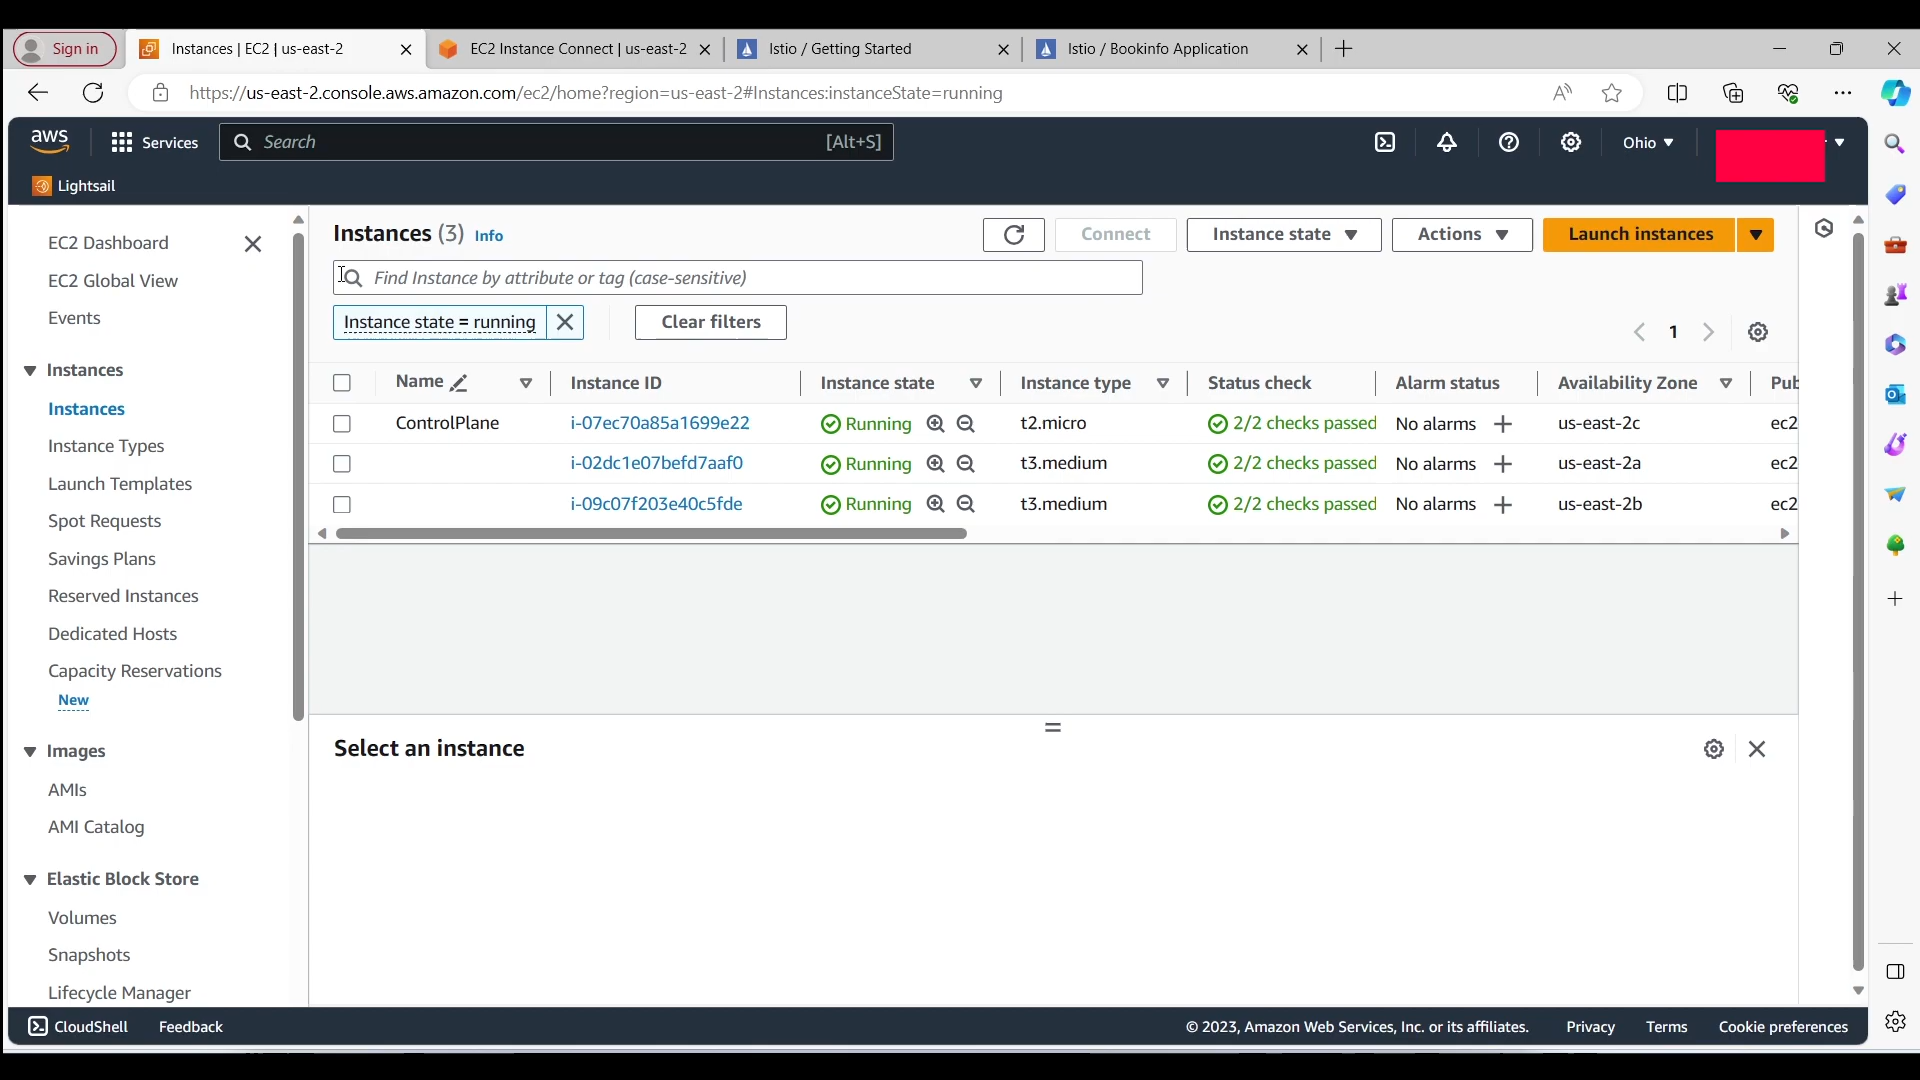 Sign in
Instances | EC2 | us-east-2
EC2 Instance Connect | us-east-2
Istio / Getting Started
Istio / Bookinfo Application
https://us-east-2.console.aws.amazon.com/ec2/home?region=us-east-2#Instances:instanceState=running
aws
Services
Search
[Alt+S]
Ohio
Lightsail
EC2 Dashboard
EC2 Global View
Events
Instances
Instances
Instance Types
Launch Templates
Spot Requests
Savings Plans
Reserved Instances
Dedicated Hosts
Capacity Reservations
New
Images
AMIs
AMI Catalog
Elastic Block Store
Volumes
Snapshots
Lifecycle Manager
Instances (3) Info
Connect
Instance state
Actions
Launch instances
Find Instance by attribute or tag (case-sensitive)
Instance state = running
Clear filters
1
Name Instance ID Instance state Instance type Status check Alarm status Availability Zone Pub
ControlPlane i-07ec70a85a1699e22 Running t2.micro 2/2 checks passed No alarms us-east-2c ec2
i-02dc1e07befd7aaf0 Running t3.medium 2/2 checks passed No alarms us-east-2a ec2
i-09c07f203e40c5fde Running t3.medium 2/2 checks passed No alarms us-east-2b ec2
Select an instance
CloudShell
Feedback
© 2023, Amazon Web Services, Inc. or its affiliates.
Privacy
Terms
Cookie preferences